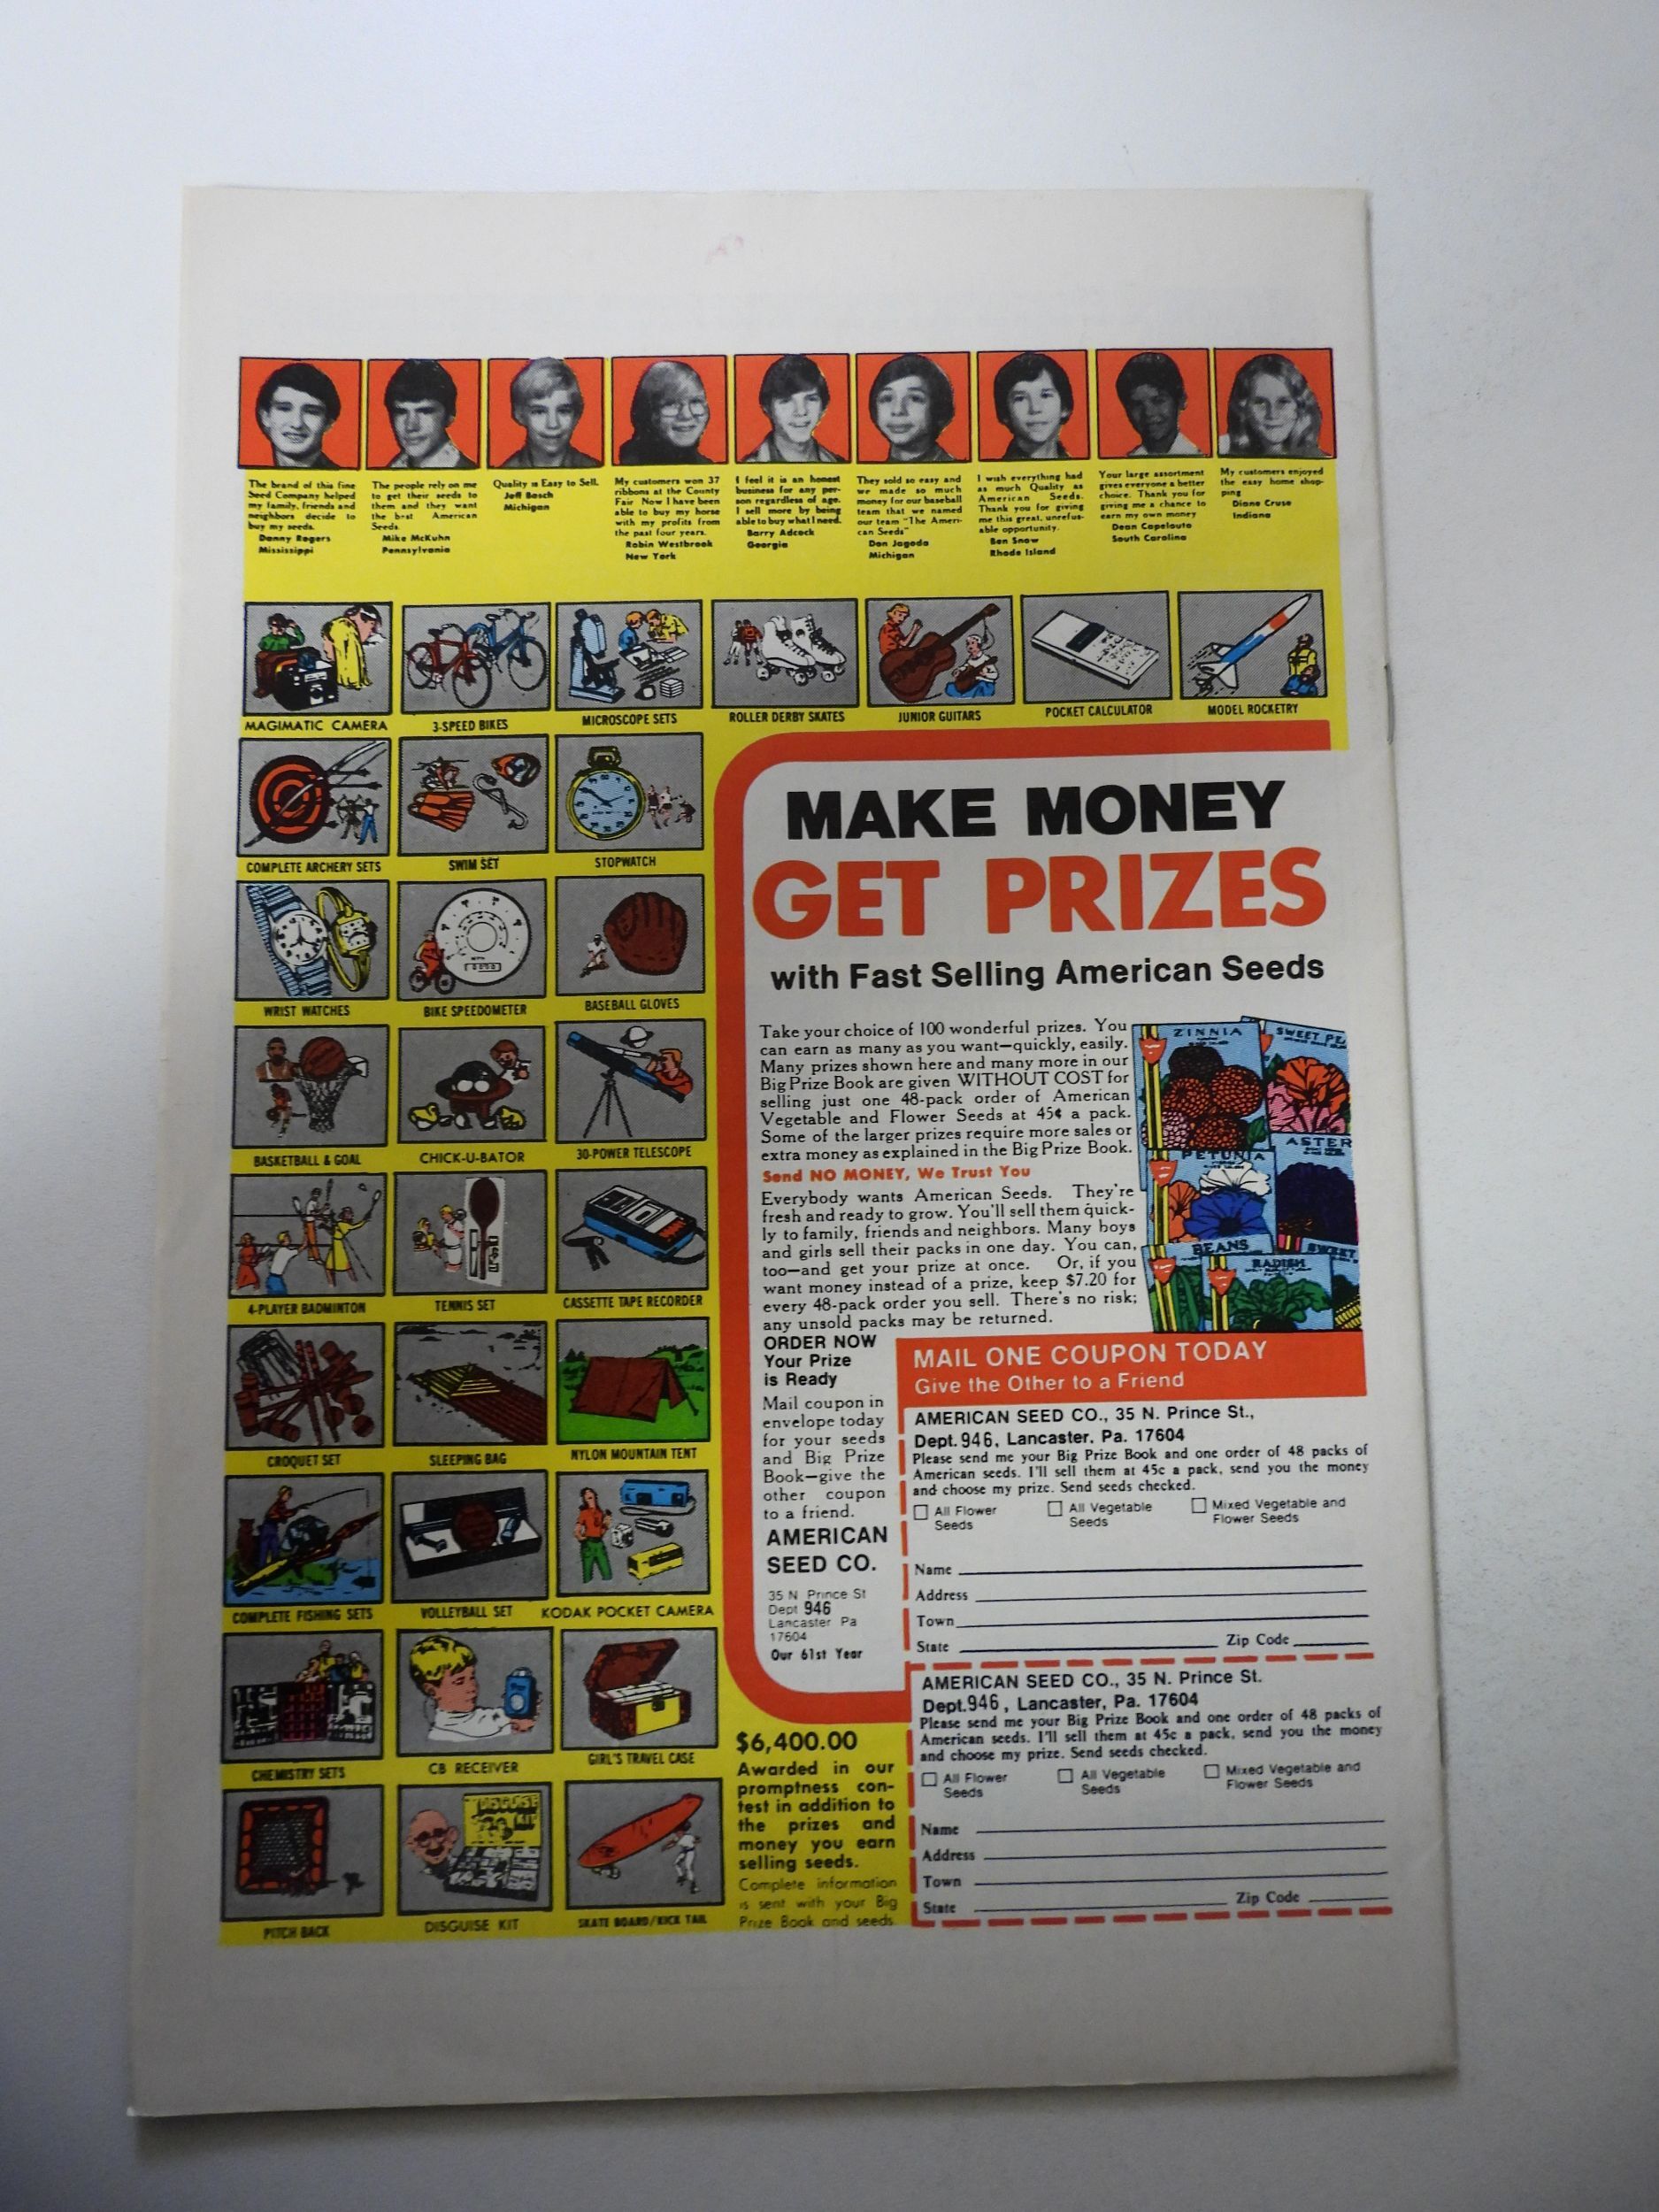 The brand of this fine
Seed Company helped
my family, friends and
neighbors decide to
buy my seeds.
Danny Rogers
Mississippi
The people rely on me
to get their seeds to
them and they want
the best American
Seeds.
Mike McKuhn
Pennsylvania
Quality is Easy to Sell.
Jeff Bosch
Michigan
My customers won 37
ribbons at the County
Fair Now I have been
able to buy my horse
with my profits from
the past four years.
Robin Westbrook
New York
I feel it is an honest
business for any per-
son regardless of age.
I sell more by being
able to buy what I need.
Barry Adcock
Georgia
They sold so easy and
we made so much
money for our baseball
team that we named
our team "The Ameri-
can Seeds"
Don Jagoda
Michigan
I wish everything had
as much Quality as
American Seeds.
Thank you for giving
me this great, unrefus-
able opportunity.
Ben Snow
Rhode Island
Your large assortment
gives everyone a better
choice. Thank you for
giving me a chance to
earn my own money
Dean Capelouto
South Carolina
My customers enjoyed
the easy home shop-
ping
Diane Cruse
Indiana
MAGIMATIC CAMERA
3-SPEED BIKES
MICROSCOPE SETS
ROLLER DERBY SKATES
JUNIOR GUITARS
POCKET CALCULATOR
MODEL ROCKETRY
COMPLETE ARCHERY SETS
SWIM SET
STOPWATCH
WRIST WATCHES
BIKE SPEEDOMETER
BASEBALL GLOVES
BASKETBALL & GOAL
CHICK-U-BATOR
30-POWER TELESCOPE
4-PLAYER BADMINTON
TENNIS SET
CASSETTE TAPE RECORDER
CROQUET SET
SLEEPING BAG
NYLON MOUNTAIN TENT
COMPLETE FISHING SETS
VOLLEYBALL SET
KODAK POCKET CAMERA
CHEMISTRY SETS
CB RECEIVER
GIRL'S TRAVEL CASE
DISGUISE
KIT
PITCH BACK
DISGUISE KIT
SKATE BOARD/KICK TAIL
MAKE MONEY
GET PRIZES
with Fast Selling American Seeds
Take your choice of 100 wonderful prizes. You
can earn as many as you want—quickly, easily.
Many prizes shown here and many more in our
Big Prize Book are given WITHOUT COST for
selling just one 48-pack order of American
Vegetable and Flower Seeds at 45¢ a pack.
Some of the larger prizes require more sales or
extra money as explained in the Big Prize Book.
Send NO MONEY, We Trust You
Everybody wants American Seeds. They're
fresh and ready to grow. You'll sell them quick-
ly to family, friends and neighbors. Many boys
and girls sell their packs in one day. You can,
too—and get your prize at once. Or, if you
want money instead of a prize, keep $7.20 for
every 48-pack order you sell. There's no risk;
any unsold packs may be returned.
ZINNIA
SWEET PE
ASTER
PETUNIA
BEANS
SWEET
RADISH
ORDER NOW
Your Prize
is Ready
Mail coupon in
envelope today
for your seeds
and Big Prize
Book—give the
other coupon
to a friend.
AMERICAN
SEED CO.
35 N Prince St
Dept 946
Lancaster Pa
17604
Our 61st Year
MAIL ONE COUPON TODAY
Give the Other to a Friend
AMERICAN SEED CO., 35 N. Prince St.,
Dept. 946, Lancaster, Pa. 17604
Please send me your Big Prize Book and one order of 48 packs of
American seeds. I'll sell them at 45c a pack, send you the money
and choose my prize. Send seeds checked.
All Flower
Seeds
All Vegetable
Seeds
Mixed Vegetable and
Flower Seeds
Name
Address
Town
State Zip Code
AMERICAN SEED CO., 35 N. Prince St.
Dept.946, Lancaster, Pa. 17604
Please send me your Big Prize Book and one order of 48 packs of
American seeds. I'll sell them at 45c a pack, send you the money
and choose my prize. Send seeds checked.
All Flower
Seeds
All Vegetable
Seeds
Mixed Vegetable and
Flower Seeds
Name
Address
Town
State Zip Code
$6,400.00
Awarded in our
promptness con-
test in addition to
the prizes and
money you earn
selling seeds.
Complete information
is sent with your Big
Prize Book and seeds.